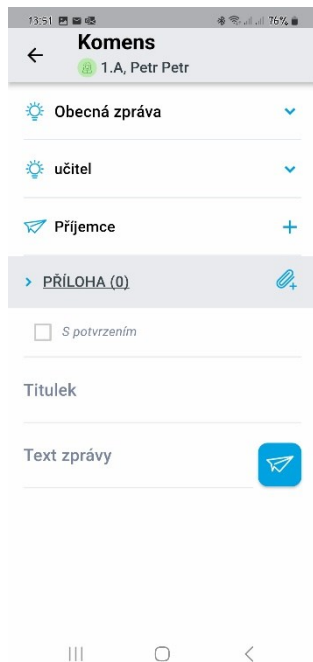 13:51 76%
Komens
1.A, Petr Petr
Obecná zpráva
učitel
Příjemce
PŘÍLOHA (0)
S potvrzením
Titulek
Text zprávy